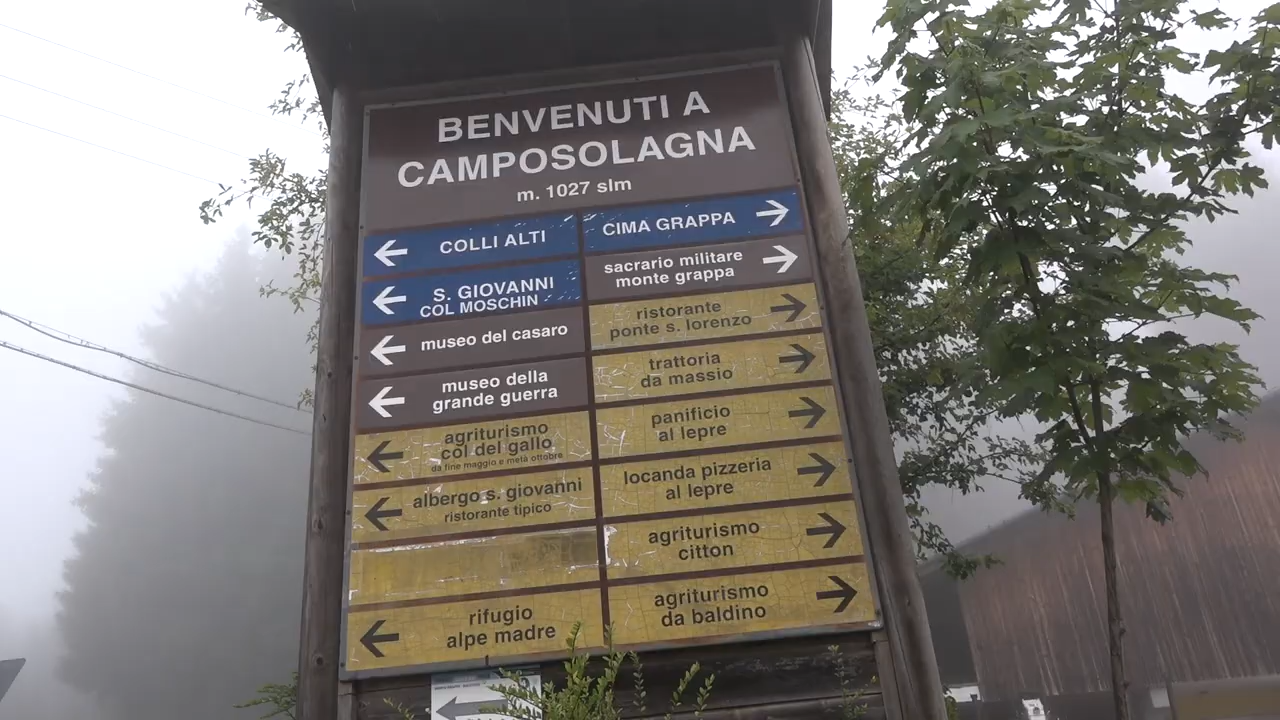 BENVENUTI A
CAMPOSOLAGNA
m. 1027 slm
COLLI ALTI
S. GIOVANNI
COL MOSCHIN
museo del casaro
museo della
grande guerra
agriturismo
col del gallo
da fine maggio e metà ottobre
albergo s. giovanni
ristorante tipico
rifugio
alpe madre
CIMA GRAPPA
sacrario militare
monte grappa
ristorante
ponte s. lorenzo
trattoria
da massio
panificio
al lepre
locanda pizzeria
al lepre
agriturismo
citton
agriturismo
da baldino